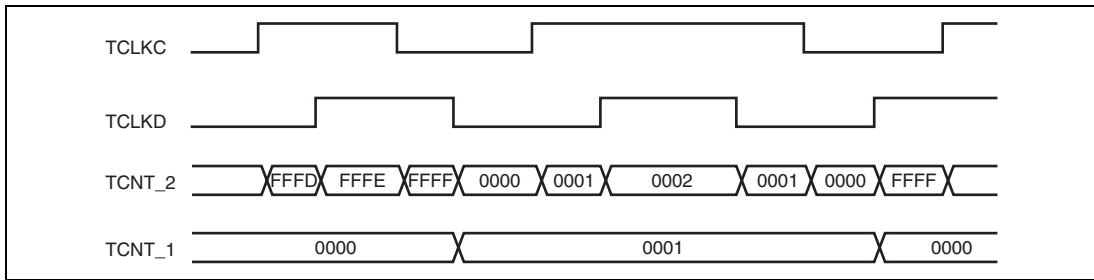 TCLKC
TCLKD
TCNT_2 FFFD FFFE FFFF 0000 0001 0002 0001 0000 FFFF
TCNT_1 0000 0001 0000